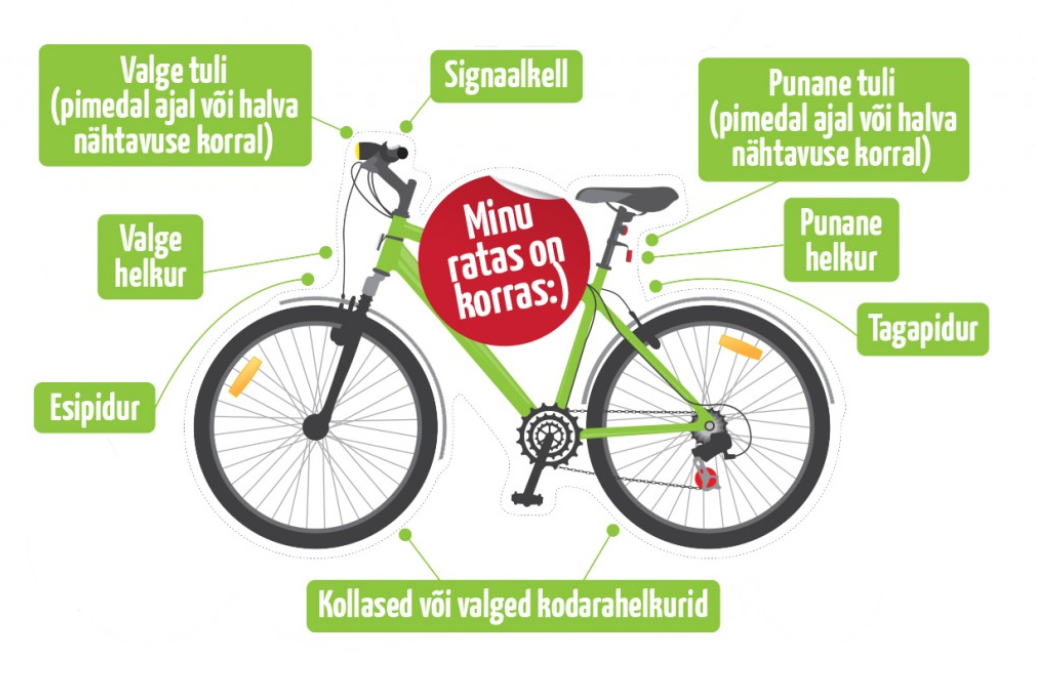 Valge tuli
(pimedal ajal või halva
nähtavuse korral)
Signaalkell
Punane tuli
(pimedal ajal või halva
nähtavuse korral)
Valge
helkur
Minu
ratas on
korras:)
Punane
helkur
Tagapidur
Esipidur
Kollased või valged kodarahelkurid